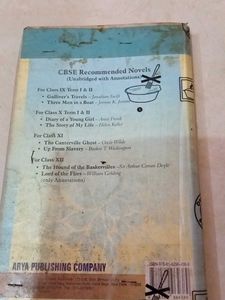 CBSE Recommended Novels
(Unabridged with Annotations)
For Class IX Term I & II
Gulliver's Travels - Jonathan Swift
Three Men in a Boat - Jerome K. Jerome
For Class X Term I & II
Diary of a Young Girl - Anne Frank
The Story of My Life - Helen Keller
For Class XI
The Canterville Ghost - Oscar Wilde
Up From Slavery - Booker T. Washington
For Class XII
The Hound of the Baskervilles - Sir Arthur Conan Doyle
Lord of the Flies - William Golding
(only Annotations)
ARYA PUBLISHING COMPANY